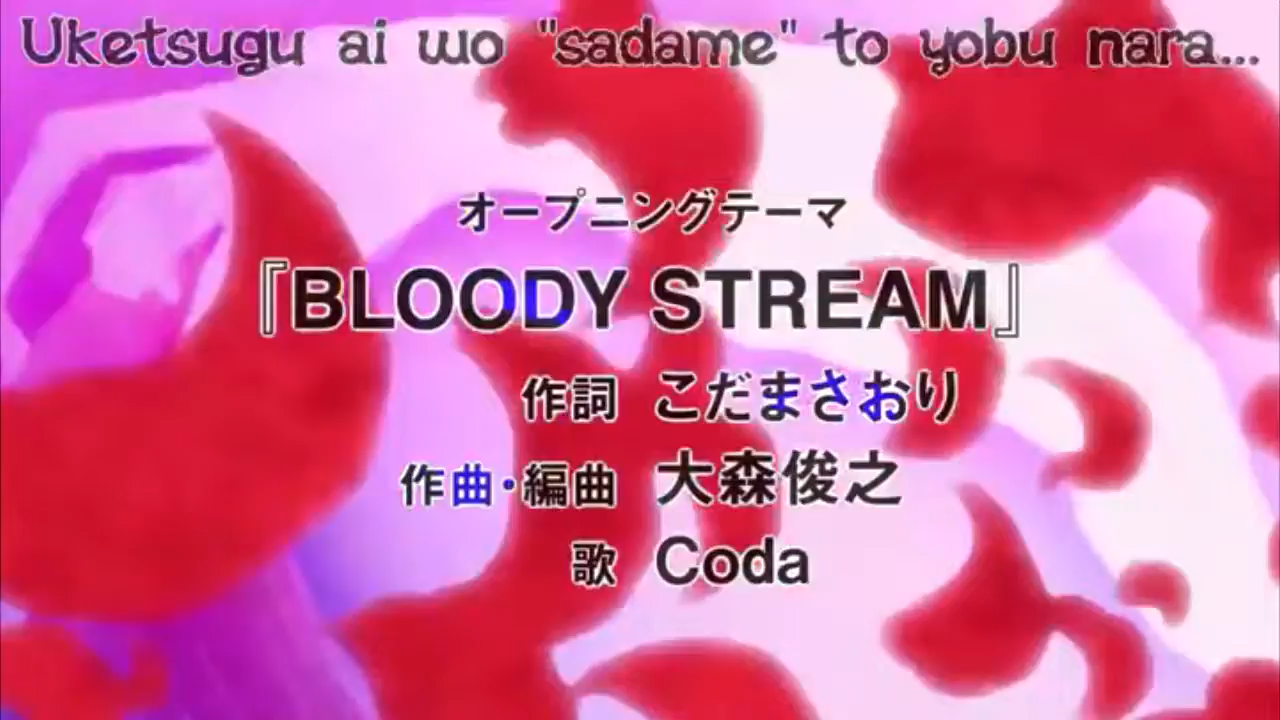 Uketsugu ai wo "sadame" to yobu nara...
オープニングテーマ
『BLOODY STREAM』
作詞 こだまさおり
作曲・編曲 大森俊之
歌 Coda